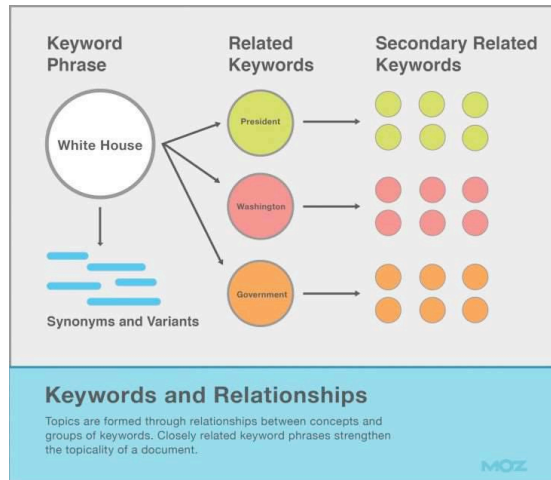 Keyword
Phrase
Related
Keywords
Secondary Related
Keywords
White House
President
Washington
Government
Synonyms and Variants
Keywords and Relationships
Topics are formed through relationships between concepts and
groups of keywords. Closely related keyword phrases strengthen
the topicality of a document.
MOZ